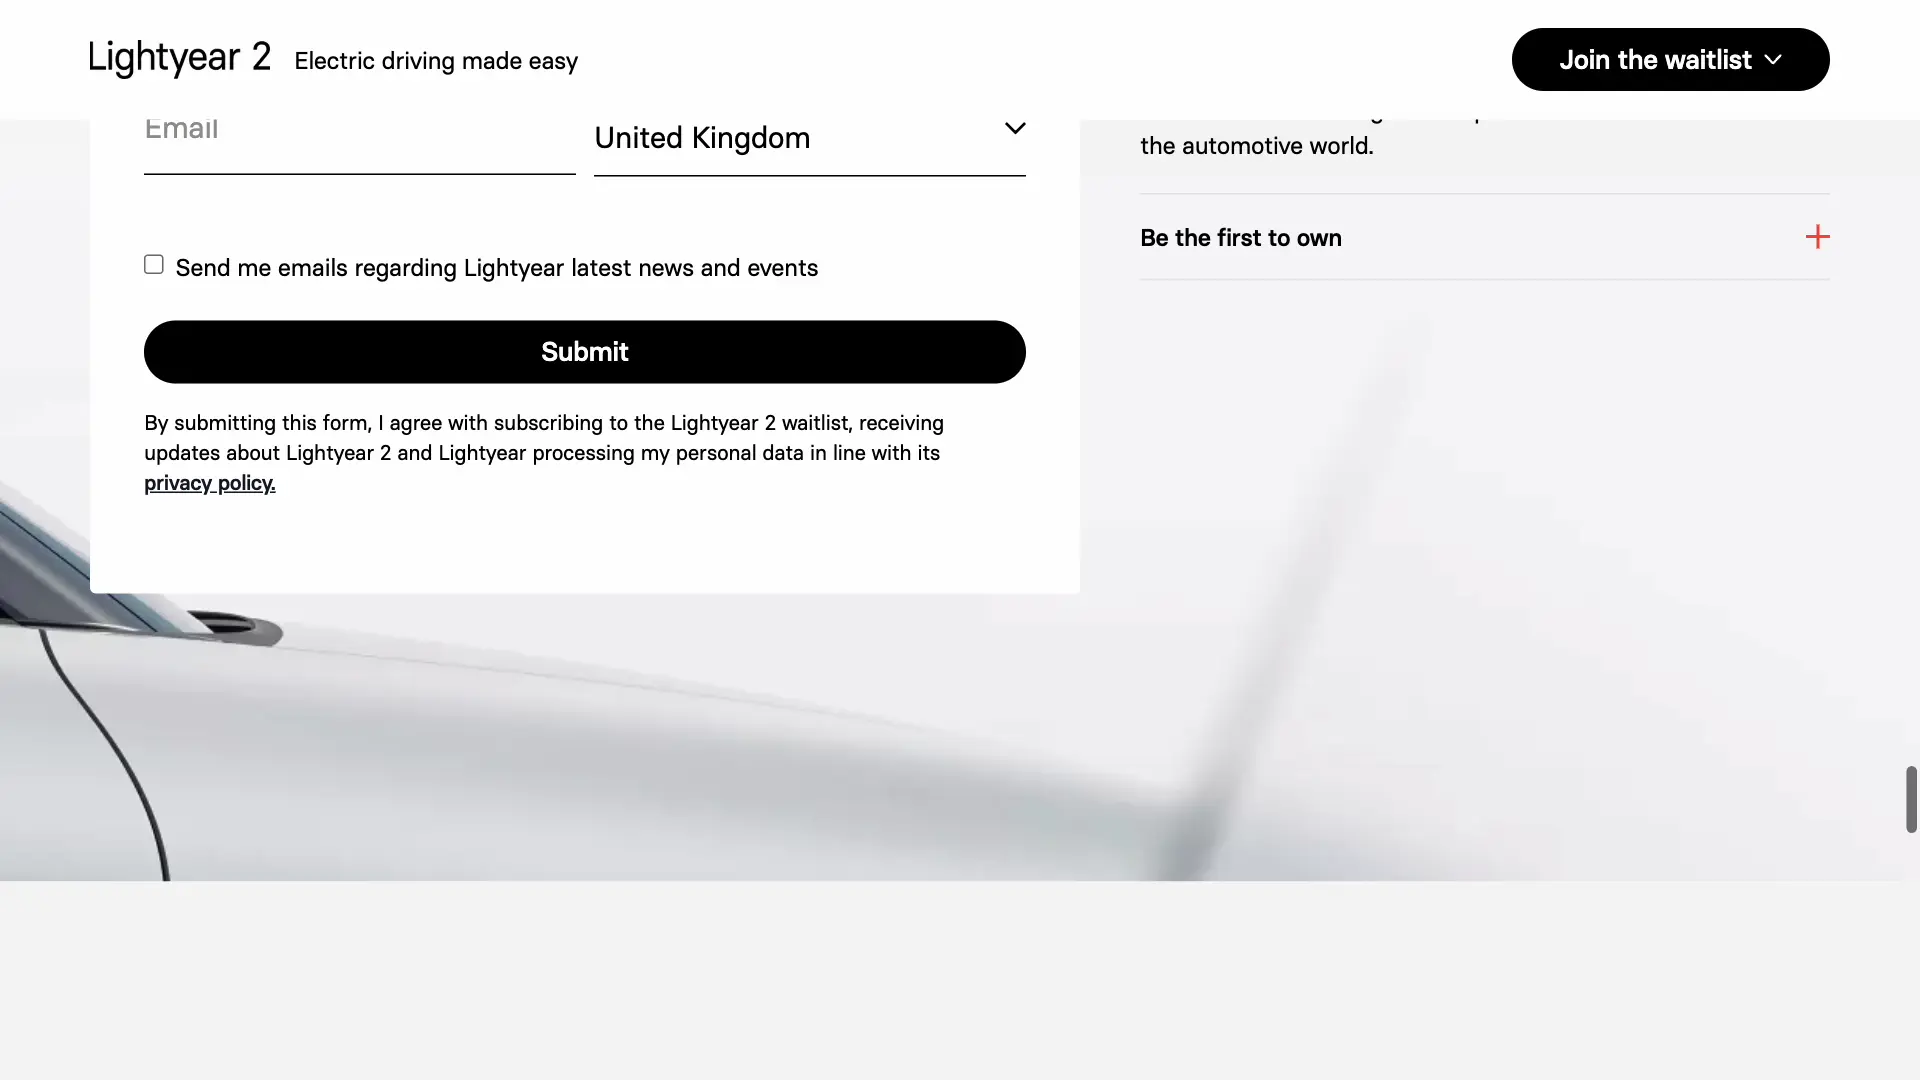 Lightyear 2 Electric driving made easy
Join the waitlist
Email
United Kingdom
Send me emails regarding Lightyear latest news and events
Submit
By submitting this form, I agree with subscribing to the Lightyear 2 waitlist, receiving
updates about Lightyear 2 and Lightyear processing my personal data in line with its
privacy policy.
the automotive world.
Be the first to own